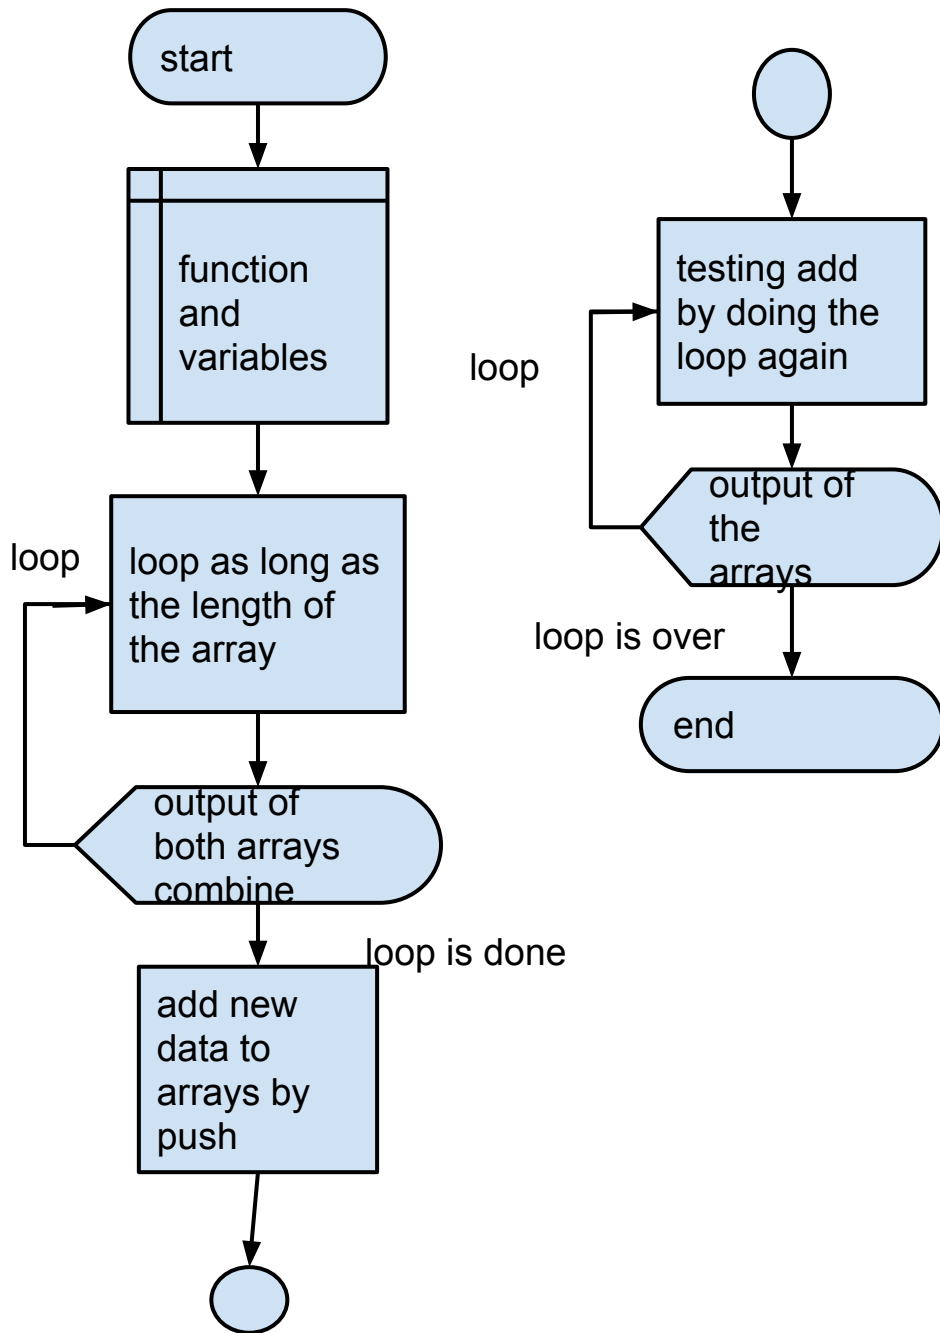 start
function
and
variables
loop
loop as long as
the length of
the array
output of
both arrays
combine
loop is done
add new
data to
arrays by
push
testing add
by doing the
loop again
loop
output of
the
arrays
loop is over
end